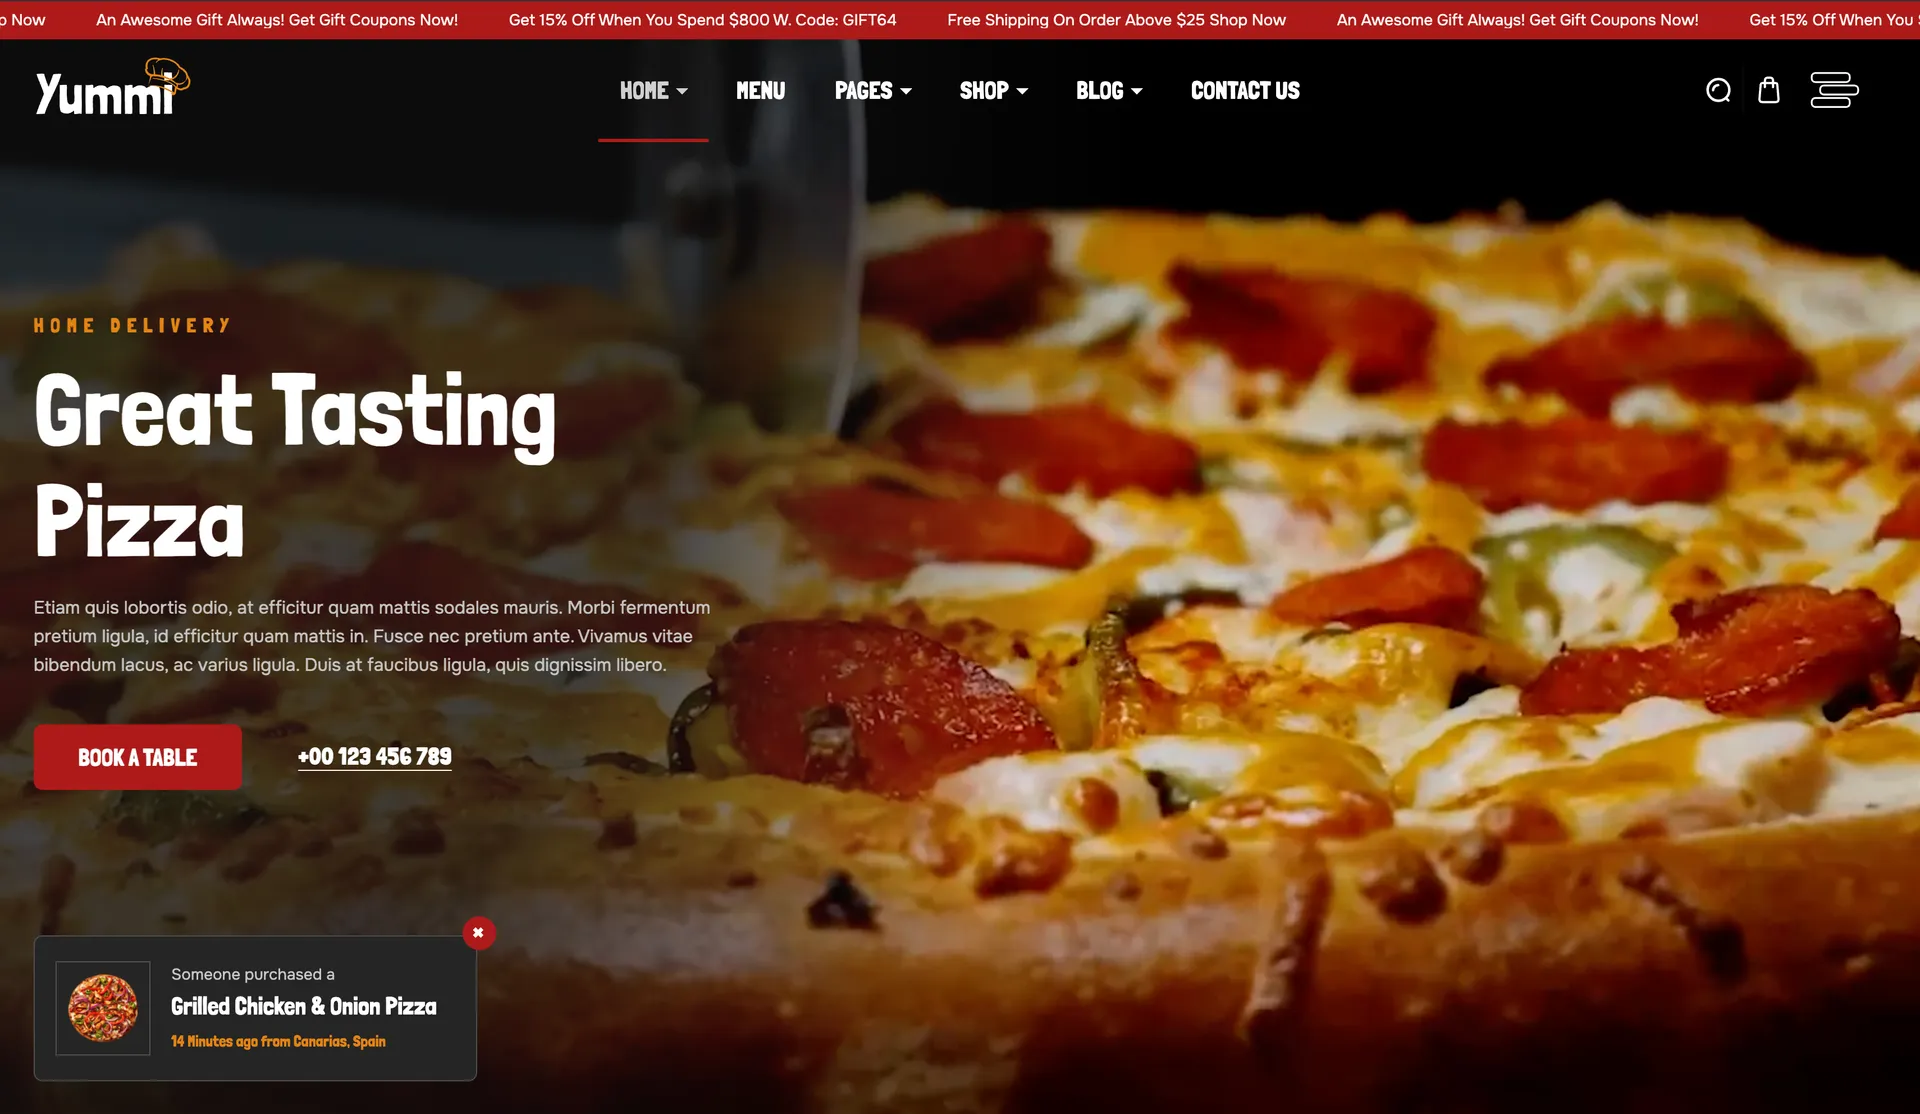 p Now An Awesome Gift Always! Get Gift Coupons Now! Get 15% Off When You Spend $800 W. Code: GIFT64 Free Shipping On Order Above $25 Shop Now An Awesome Gift Always! Get Gift Coupons Now! Get 15% Off When You
Yummi
HOME MENU PAGES SHOP BLOG CONTACT US
HOME DELIVERY
Great Tasting
Pizza
Etiam quis lobortis odio, at efficitur quam mattis sodales mauris. Morbi fermentum
pretium ligula, id efficitur quam mattis in. Fusce nec pretium ante. Vivamus vitae
bibendum lacus, ac varius ligula. Duis at faucibus ligula, quis dignissim libero.
BOOK A TABLE
+00 123 456 789
Someone purchased a
Grilled Chicken & Onion Pizza
14 Minutes ago from Canarias, Spain